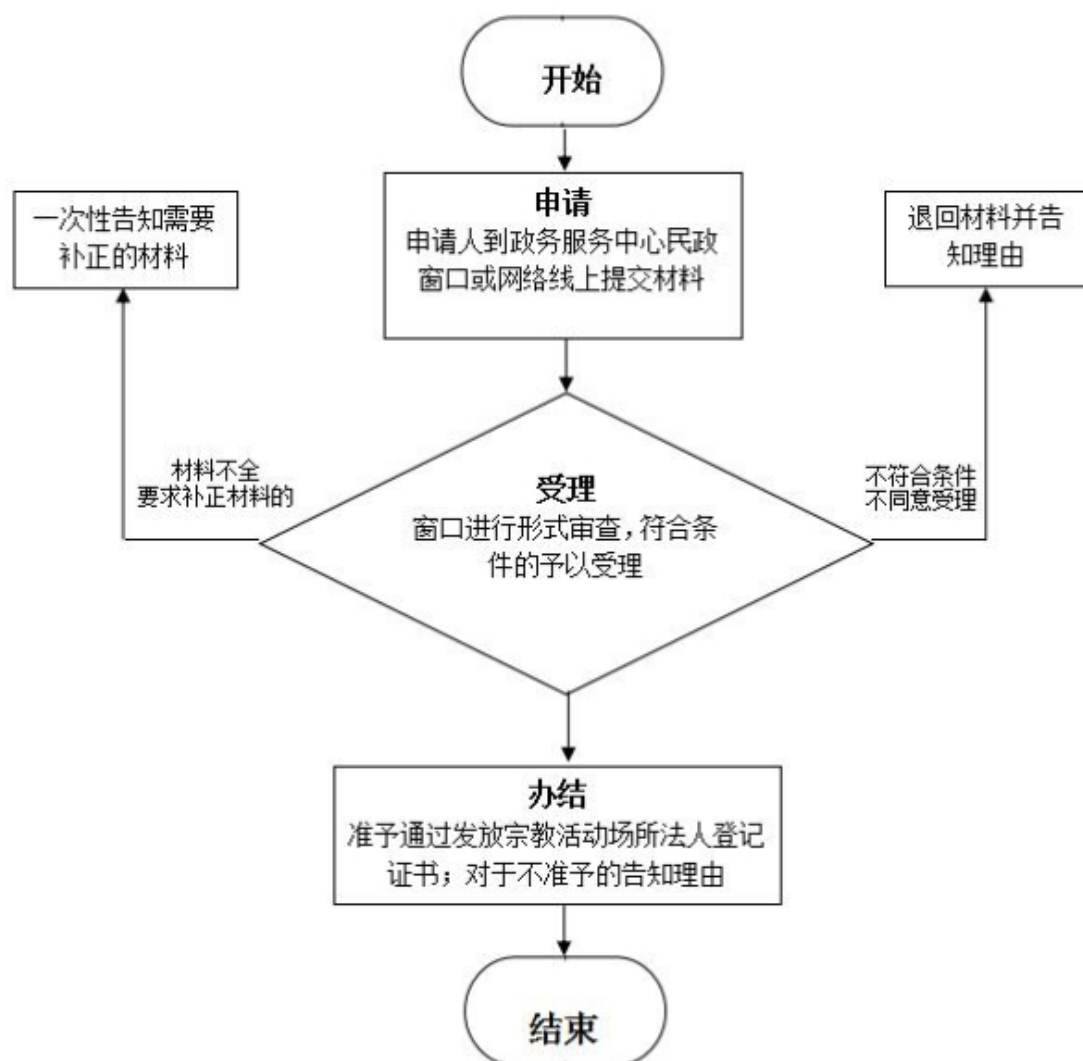 开始
申请
申请人到政务服务中心民政
窗口或网络线上提交材料
一次性告知需要
补正的材料
退回材料并告
知理由
材料不全
要求补正材料的
不符合条件
不同意受理
受理
窗口进行形式审查，符合条
件的予以受理
办结
准予通过发放宗教活动场所法人登记
证书；对于不准予的告知理由
结束